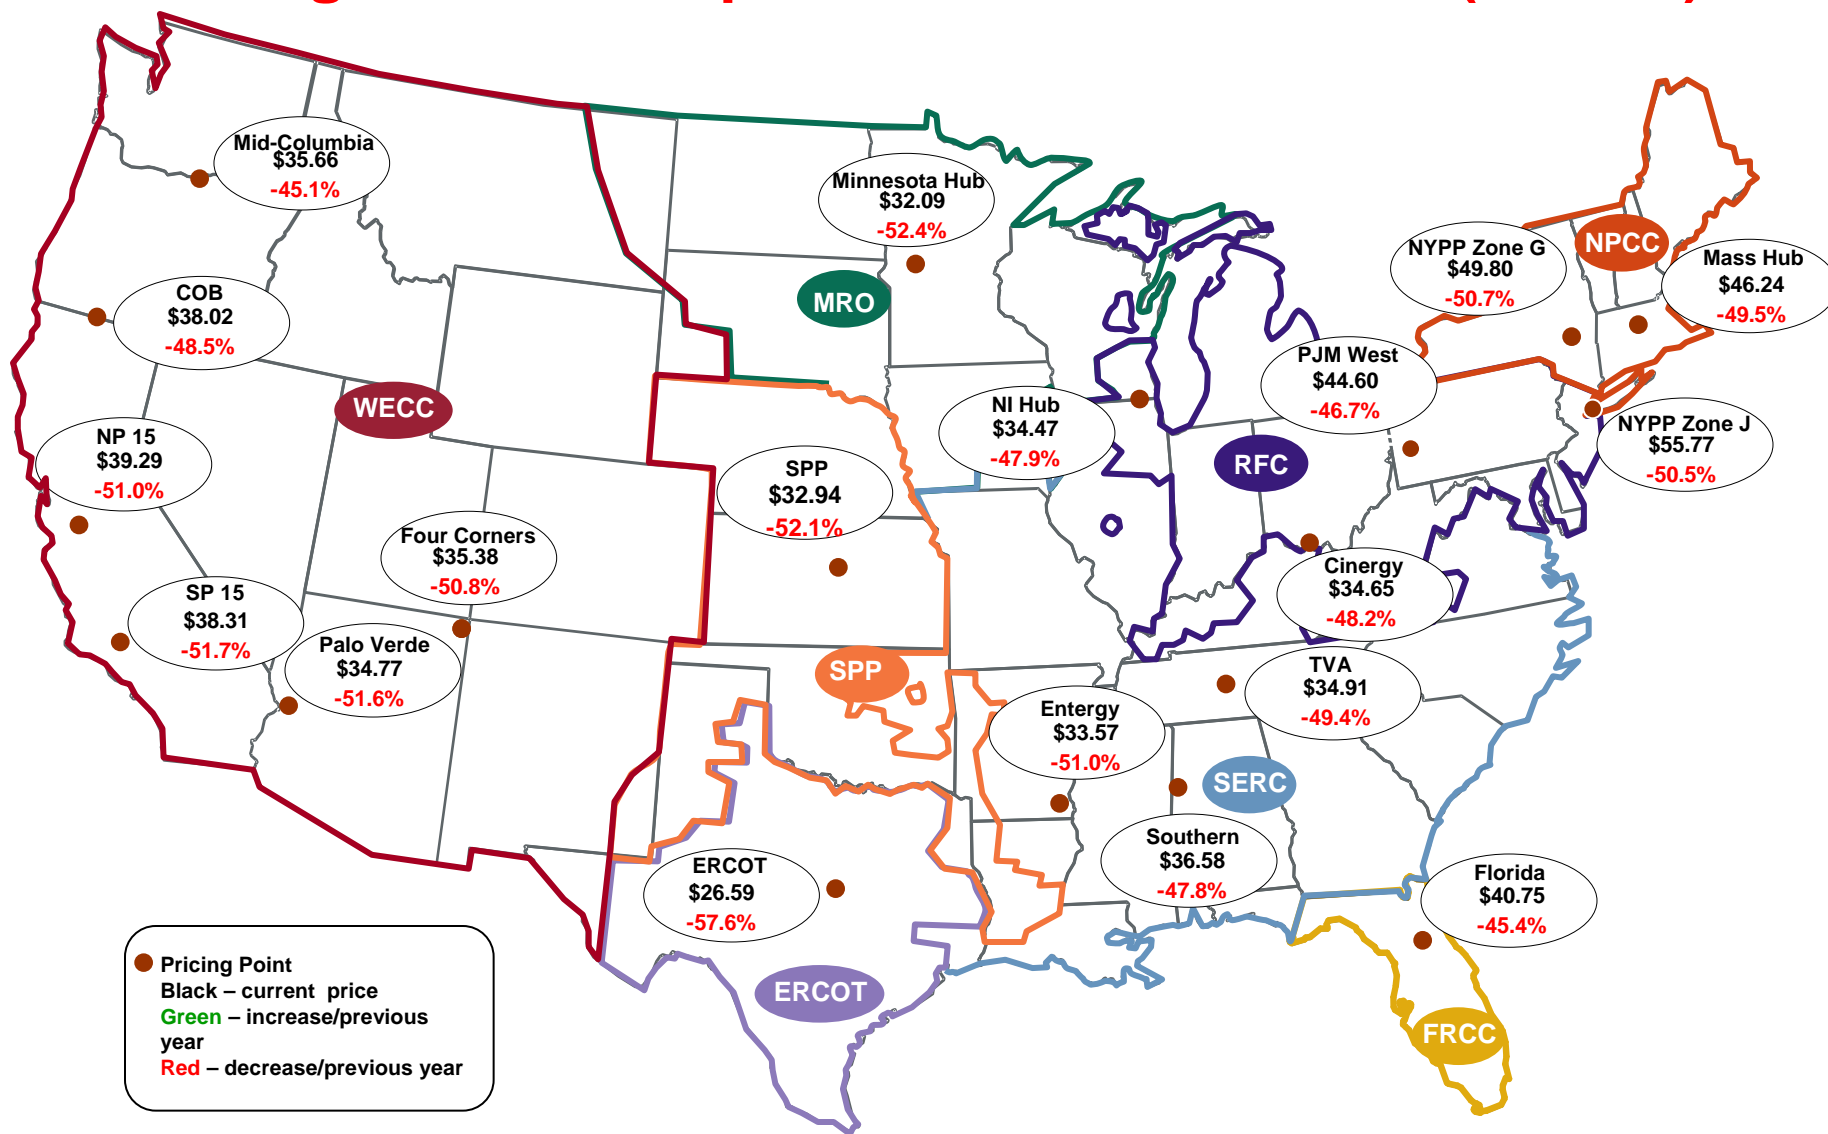 Mid-Columbia
$35.66
-45.1%
Minnesota Hub
$32.09
-52.4%
NPCC
NYPP Zone G
$49.80
-50.7%
Mass Hub
$46.24
-49.5%
COB
$38.02
-48.5%
MRO
PJM West
$44.60
-46.7%
WECC
NI Hub
$34.47
-47.9%
NYPP Zone J
$55.77
-50.5%
NP 15
$39.29
-51.0%
SPP
$32.94
-52.1%
RFC
Four Corners
$35.38
-50.8%
Cinergy
$34.65
-48.2%
SP 15
$38.31
-51.7%
Palo Verde
$34.77
-51.6%
SPP
TVA
$34.91
-49.4%
Entergy
$33.57
-51.0%
SERC
Southern
$36.58
-47.8%
ERCOT
$26.59
-57.6%
Florida
$40.75
-45.4%
ERCOT
FRCC
Pricing Point
Black – current price
Green – increase/previous
year
Red – decrease/previous year